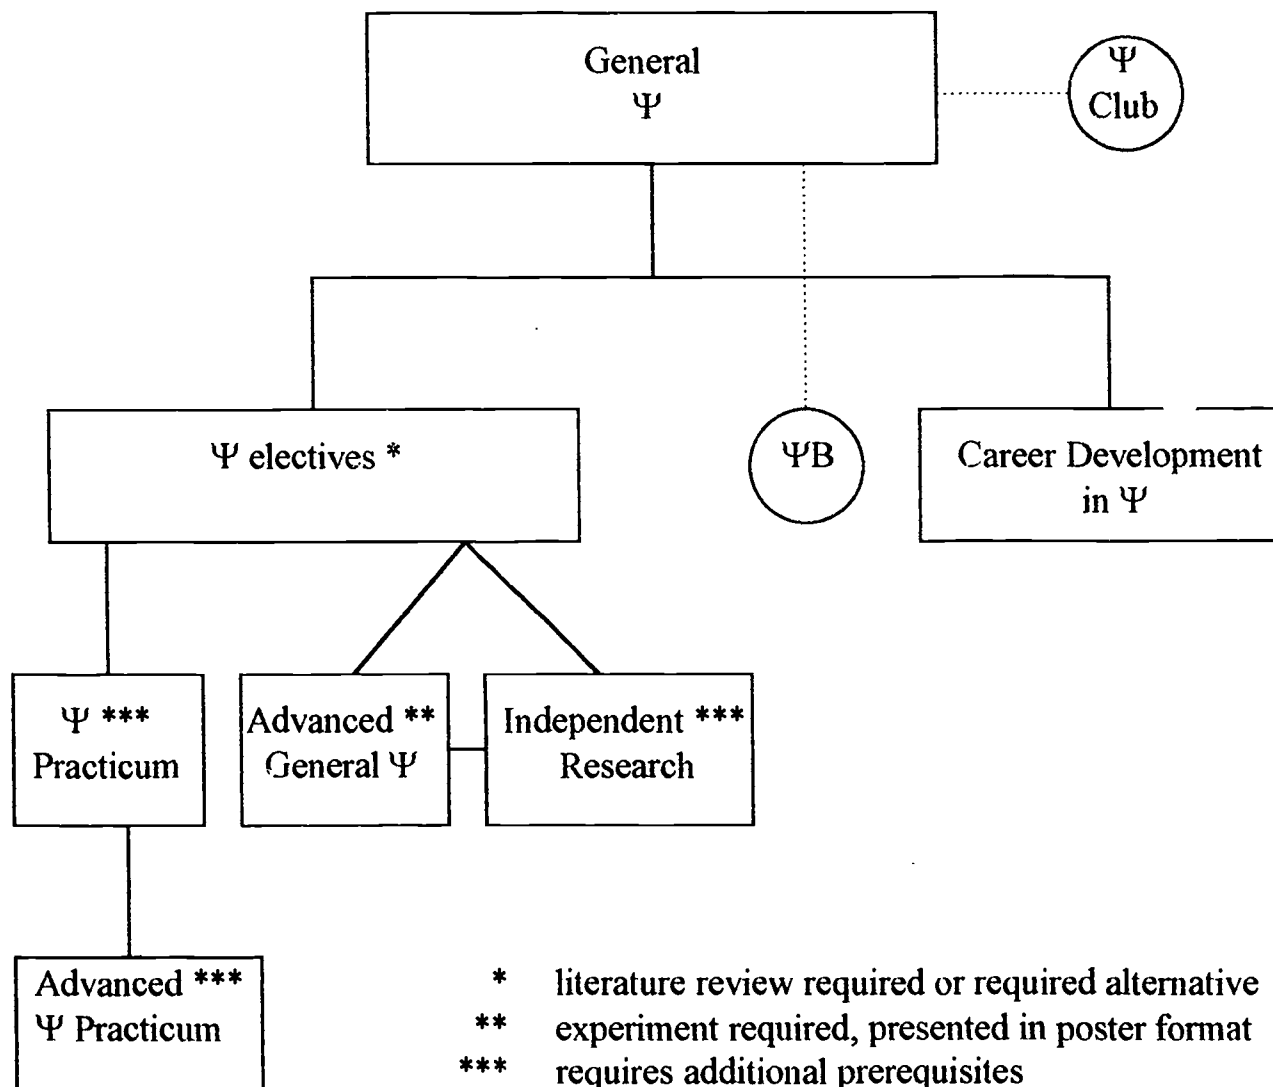 General
Ψ
Ψ
Club
Ψ electives *
ΨB
Career Development
in Ψ
Ψ ***
Practicum
Advanced **
General Ψ
Independent ***
Research
Advanced ***
Ψ Practicum
* literature review required or required alternative
** experiment required, presented in poster format
*** requires additional prerequisites